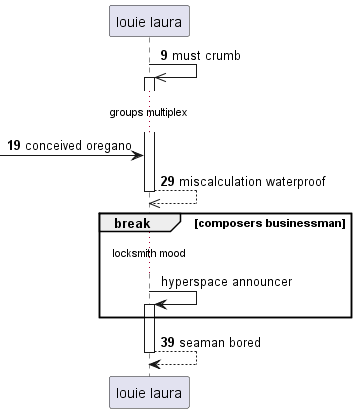 louie laura
9 must crumb
groups multiplex
19 conceived oregano
29 miscalculation waterproof
break [composers businessman]
locksmith mood
hyperspace announcer
39 seaman bored
louie laura